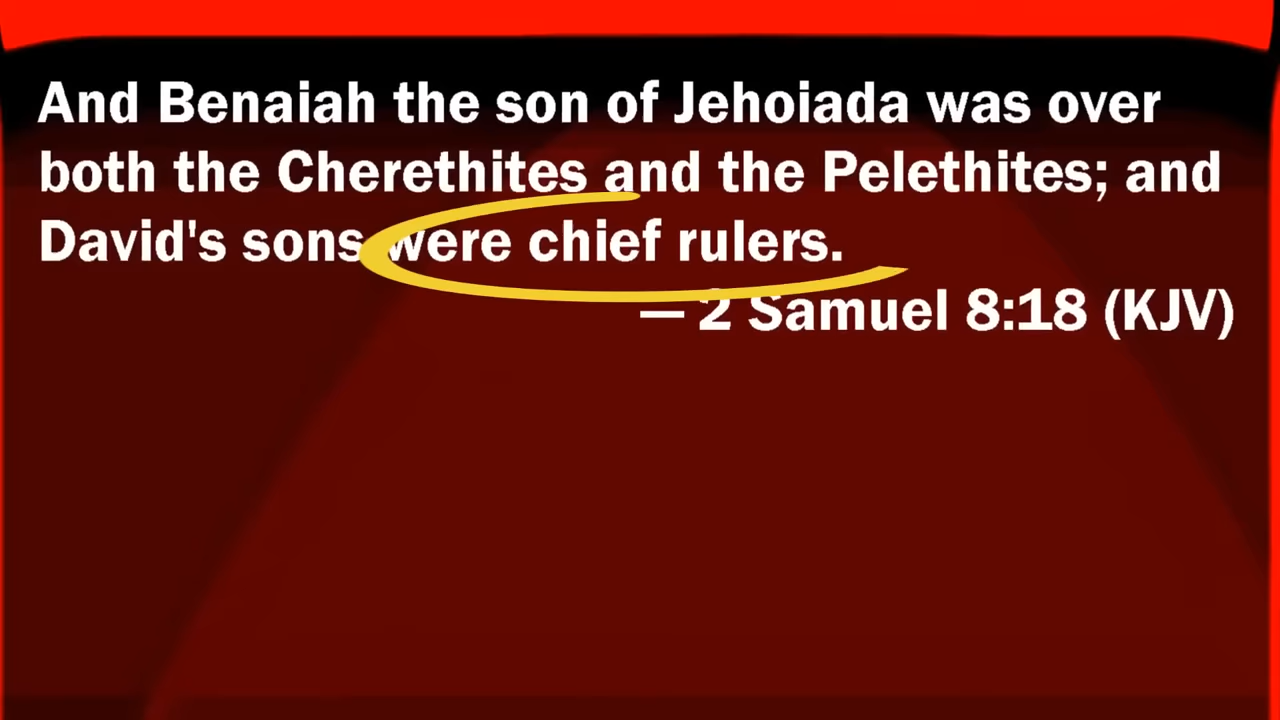 And Benaiah the son of Jehoiada was over
both the Cherethites and the Pelethites; and
David's sons were chief rulers.
— 2 Samuel 8:18 (KJV)